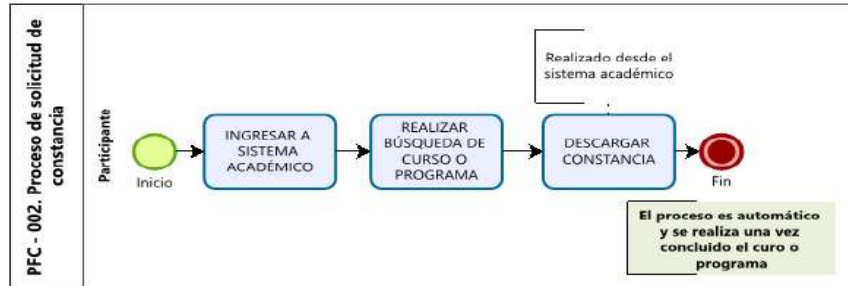 PFC - 002. Proceso de solicitud de
constancia
Participante
Inicio
INGRESAR A
SISTEMA
ACADÉMICO
REALIZAR
BÚSQUEDA DE
CURSO O
PROGRAMA
Realizado desde el
sistema académico
DESCARGAR
CONSTANCIA
Fin
El proceso es automático
y se realiza una vez
concluido el curo o
programa